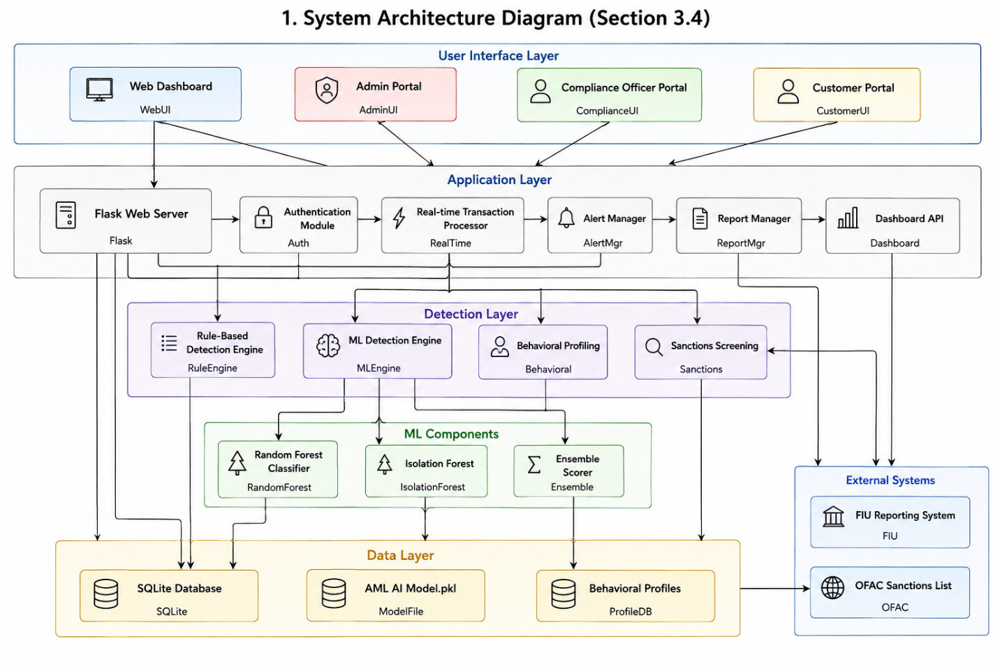 1. System Architecture Diagram (Section 3.4)
User Interface Layer
Web Dashboard
WebUI
Admin Portal
AdminUI
Compliance Officer Portal
ComplianceUI
Customer Portal
CustomerUI
Application Layer
Flask Web Server
Flask
Authentication
Module
Auth
Real-time Transaction
Processor
RealTime
Alert Manager
AlertMgr
Report Manager
ReportMgr
Dashboard API
Dashboard
Detection Layer
Rule-Based
Detection Engine
RuleEngine
ML Detection Engine
MLEngine
Behavioral Profiling
Behavioral
Sanctions Screening
Sanctions
ML Components
Random Forest
Classifier
RandomForest
Isolation Forest
IsolationForest
Ensemble
Scorer
Ensemble
External Systems
FIU Reporting System
FIU
OFAC Sanctions List
OFAC
Data Layer
SQLite Database
SQLite
AML AI Model.pkl
ModelFile
Behavioral Profiles
ProfileDB